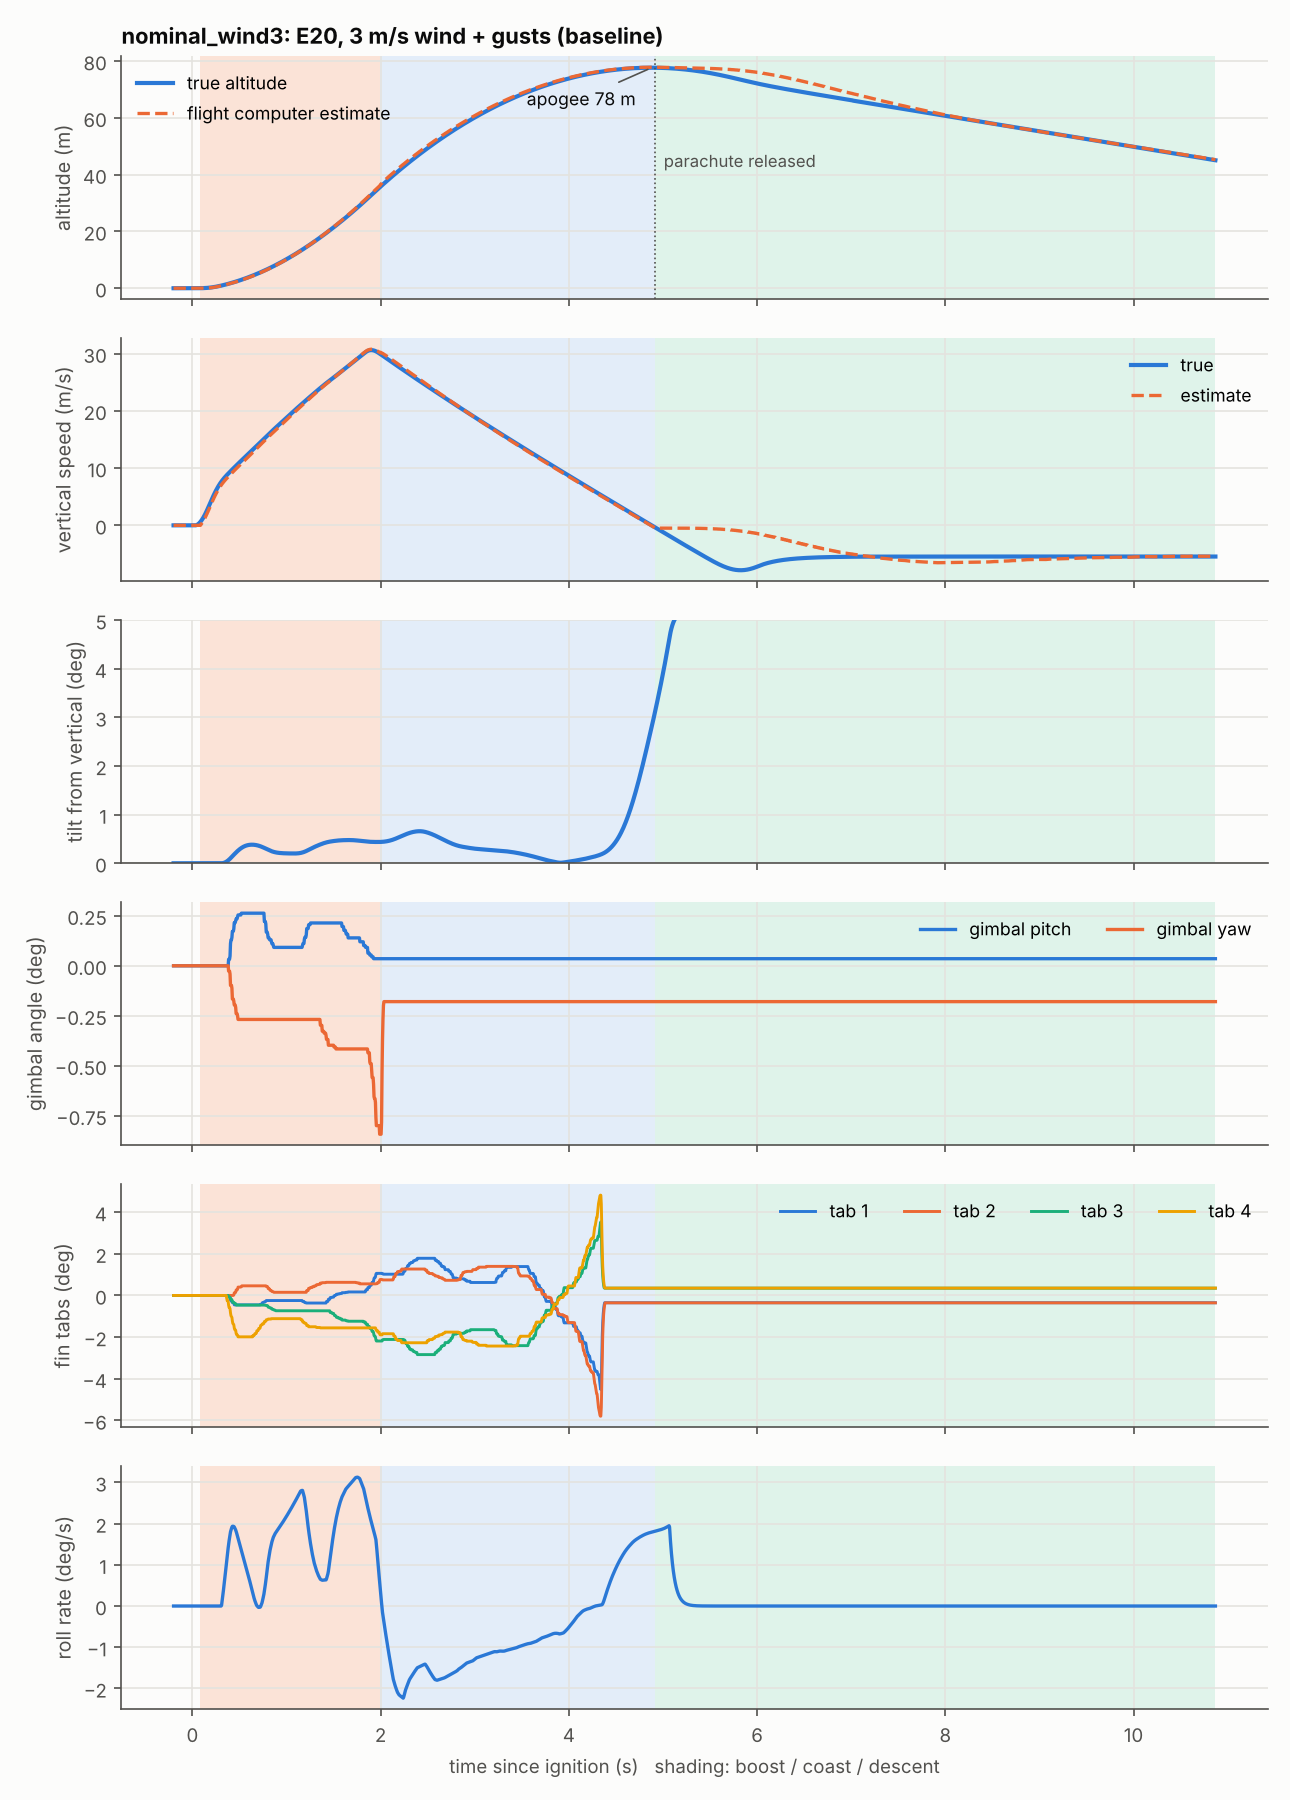 nominal_wind3: E20, 3 m/s wind + gusts (baseline)
altitude (m)
80
60
40
20
0
true altitude
flight computer estimate
apogee 78 m
parachute released
vertical speed (m/s)
30
20
10
0
true
estimate
tilt from vertical (deg)
5
4
3
2
1
0
gimbal angle (deg)
0.25
0.00
−0.25
−0.50
−0.75
gimbal pitch
gimbal yaw
fin tabs (deg)
4
2
0
−2
−4
−6
tab 1
tab 2
tab 3
tab 4
roll rate (deg/s)
3
2
1
0
−1
−2
0
2
4
6
8
10
time since ignition (s)   shading: boost / coast / descent